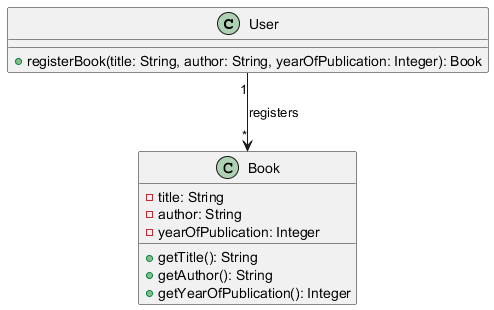 C User
registerBook(title: String, author: String, yearOfPublication: Integer): Book
1
registers
*
C Book
title: String
author: String
yearOfPublication: Integer
getTitle(): String
getAuthor(): String
getYearOfPublication(): Integer